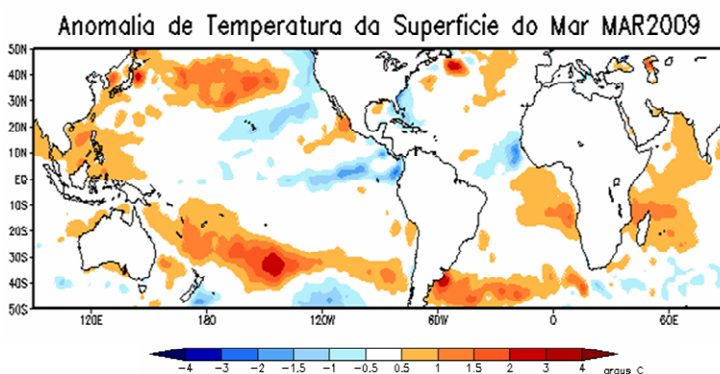 Anomalia de Temperatura da Superficie do Mar MAR2009
50N
40N
30N
20N
10N
EQ
10S
20S
30S
40S
50S
120E 180 120W 60W 0 60E
-4 -3 -2 -1.5 -1 -0.5 0.5 1 1.5 2 3 4
graus C